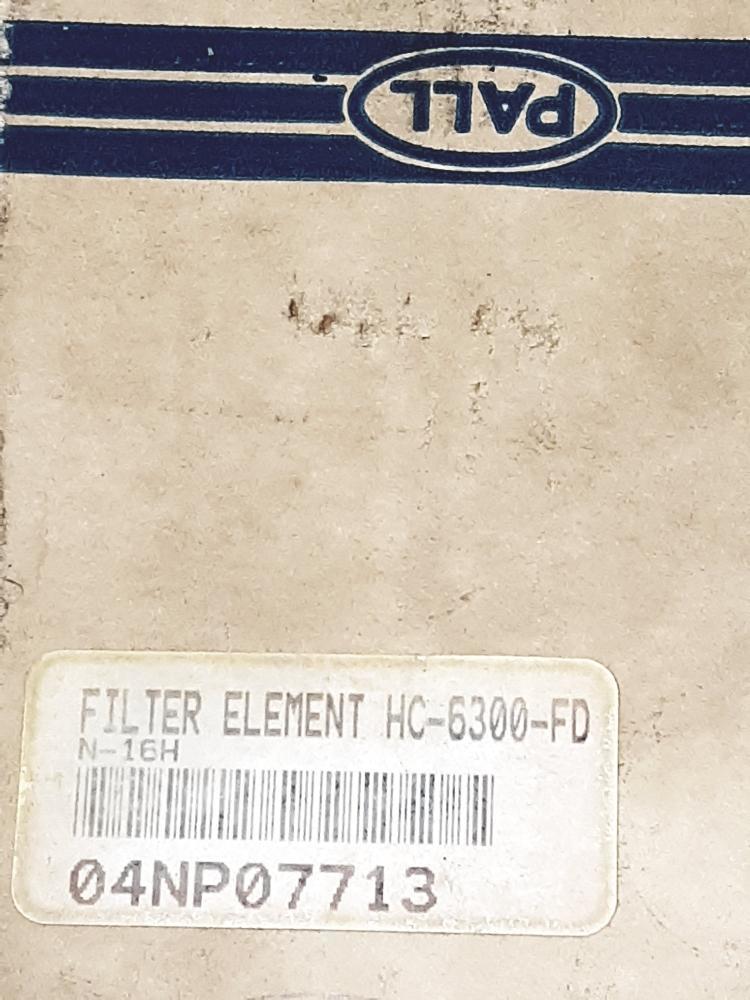 PALL
FILTER ELEMENT HC-6300-FD
N-16H
04NP07713